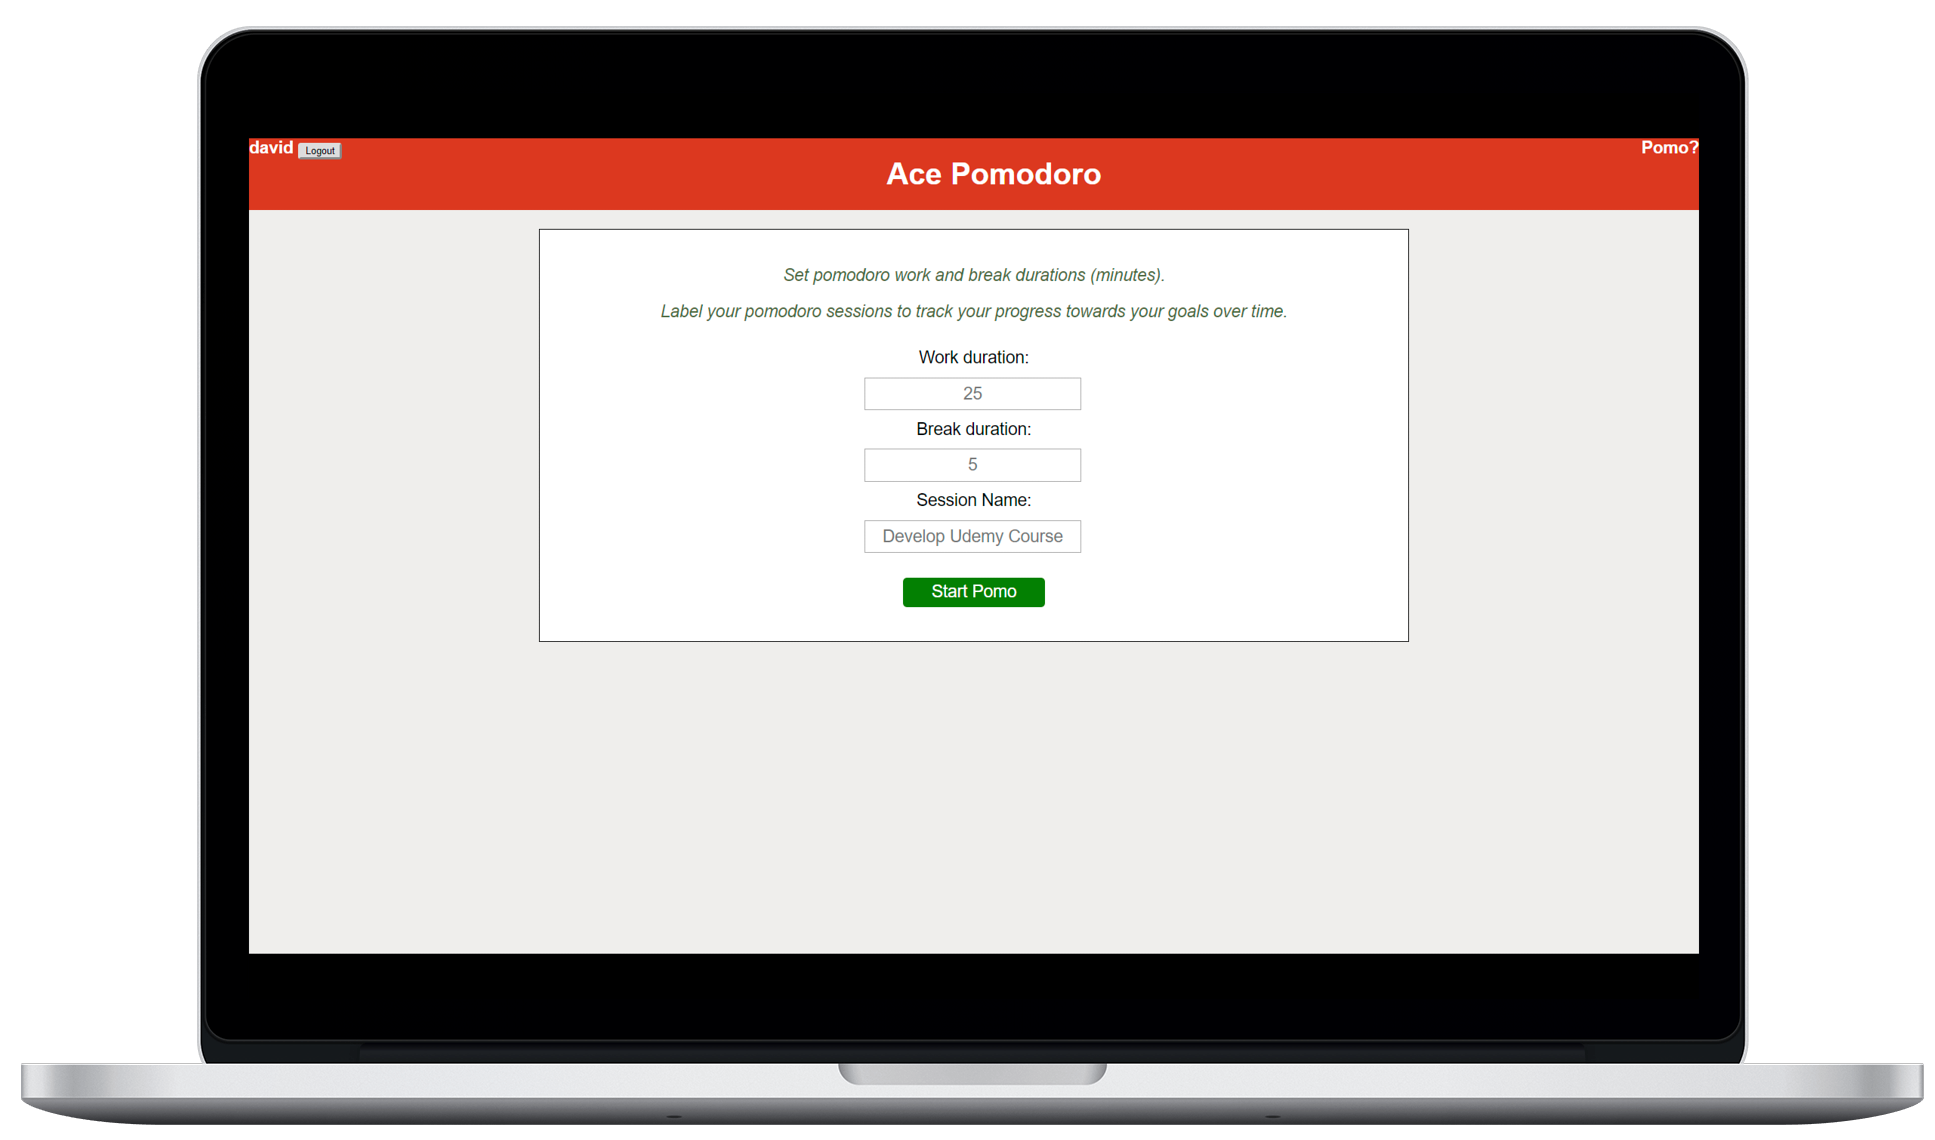 david Logout
Pomo?
Ace Pomodoro
Set pomodoro work and break durations (minutes).
Label your pomodoro sessions to track your progress towards your goals over time.
Work duration:
25
Break duration:
5
Session Name:
Develop Udemy Course
Start Pomo